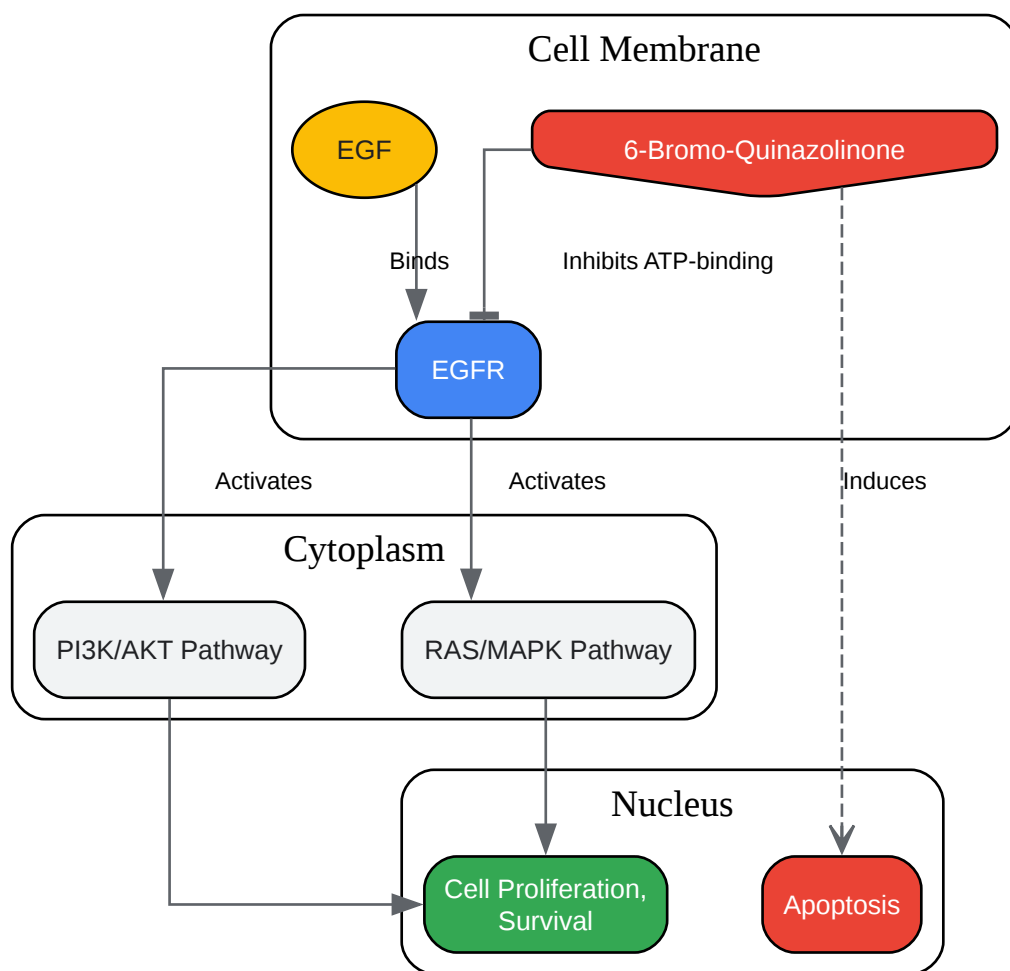 Cell Membrane
EGF
6-Bromo-Quinazolinone
Binds
Inhibits ATP-binding
EGFR
Activates
Activates
Induces
Cytoplasm
PI3K/AKT Pathway
RAS/MAPK Pathway
Nucleus
Cell Proliferation,
Survival
Apoptosis